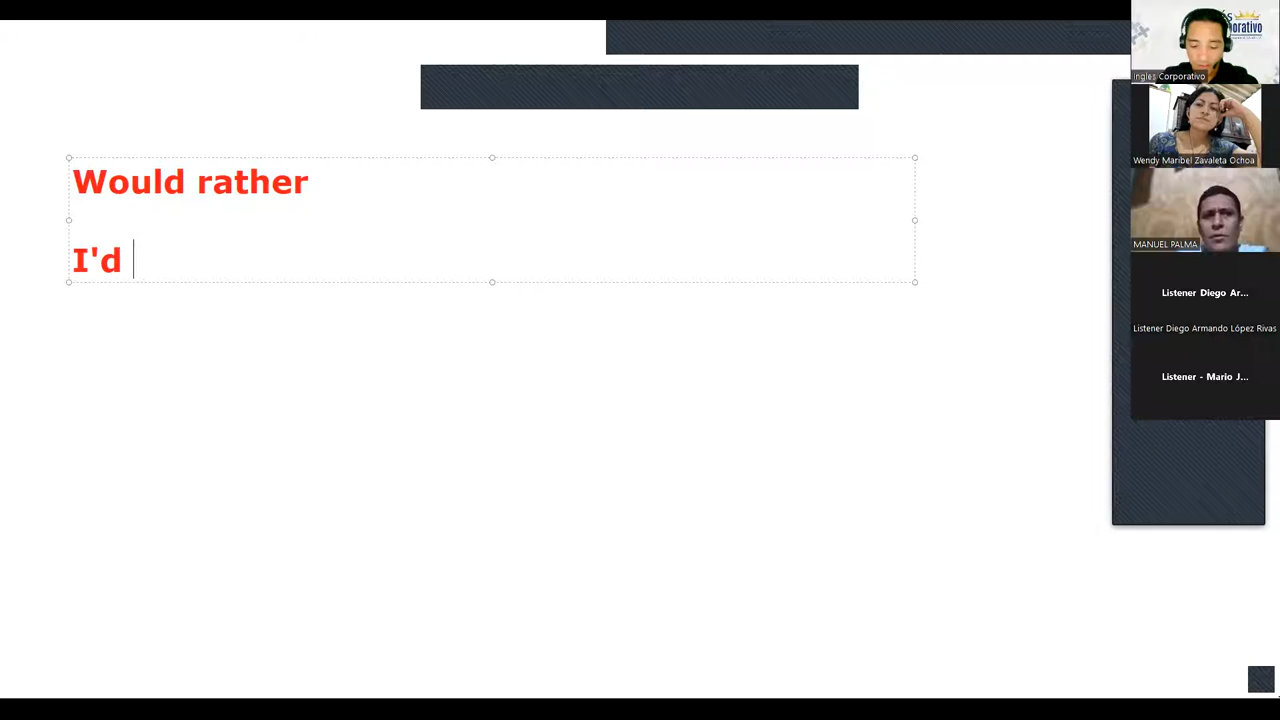 Would rather
I'd
Ingles Corporativo
Wendy Maribel Zavaleta Ochoa
MANUEL PALMA
Listener Diego Ar...
Listener Diego Armando López Rivas
Listener - Mario J...